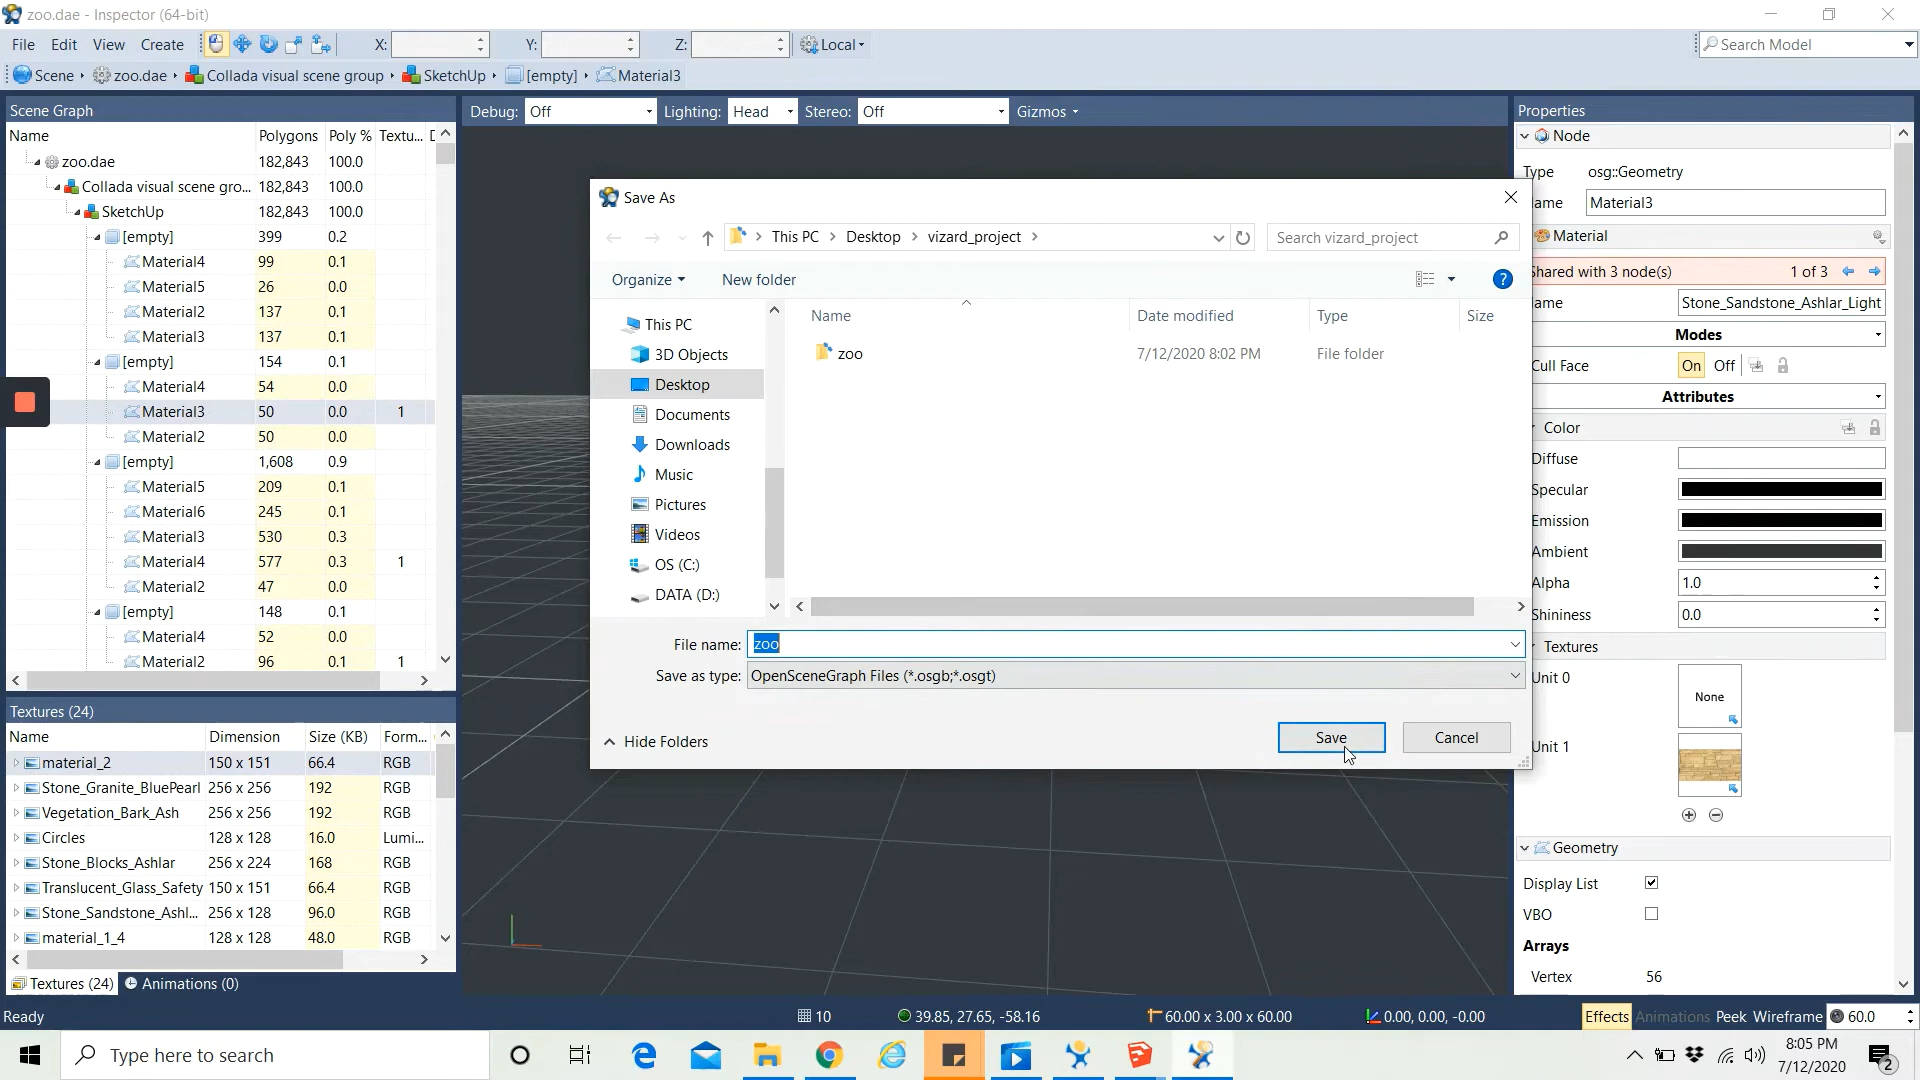 zoo.dae - Inspector (64-bit)
File Edit View Create X: Y: Z: Local Search Model
Scene zoo.dae Collada visual scene group SketchUp [empty] Material3
Scene Graph
Name Polygons Poly % Textu...
zoo.dae 182,843 100.0
Collada visual scene gro... 182,843 100.0
SketchUp 182,843 100.0
[empty] 399 0.2
Material4 99 0.1
Material5 26 0.0
Material2 137 0.1
Material3 137 0.1
[empty] 154 0.1
Material4 54 0.0
Material3 50 0.0 1
Material2 50 0.0
[empty] 1,608 0.9
Material5 209 0.1
Material6 245 0.1
Material3 530 0.3
Material4 577 0.3 1
Material2 47 0.0
[empty] 148 0.1
Material4 52 0.0
Material2 96 0.1 1
Textures (24)
Name Dimension Size (KB) Form...
material_2 150 x 151 66.4 RGB
Stone_Granite_BluePearl 256 x 256 192 RGB
Vegetation_Bark_Ash 256 x 256 192 RGB
Circles 128 x 128 16.0 Lumi...
Stone_Blocks_Ashlar 256 x 224 168 RGB
Translucent_Glass_Safety 150 x 151 66.4 RGB
Stone_Sandstone_Ashl... 256 x 128 96.0 RGB
material_1_4 128 x 128 48.0 RGB
Textures (24) Animations (0)
Debug: Off Lighting: Head Stereo: Off Gizmos
Save As
This PC > Desktop > vizard_project > Search vizard_project
Organize New folder
This PC
3D Objects
Desktop
Documents
Downloads
Music
Pictures
Videos
OS (C:)
DATA (D:)
Name Date modified Type Size
zoo 7/12/2020 8:02 PM File folder
File name: zoo
Save as type: OpenSceneGraph Files (*.osgb;*.osgt)
Hide Folders Save Cancel
Properties
Node
Type osg::Geometry
ame Material3
Material
Shared with 3 node(s) 1 of 3
ame Stone_Sandstone_Ashlar_Light
Modes
Cull Face On Off
Attributes
Color
Diffuse
Specular
Emission
Ambient
Alpha 1.0
Shininess 0.0
Textures
Unit 0 None
Unit 1
Geometry
Display List
VBO
Arrays
Vertex 56
Ready 10 39.85, 27.65, -58.16 60.00 x 3.00 x 60.00 0.00, 0.00, -0.00 Effects Animations Peek Wireframe 60.0
Type here to search
8:05 PM
7/12/2020
2